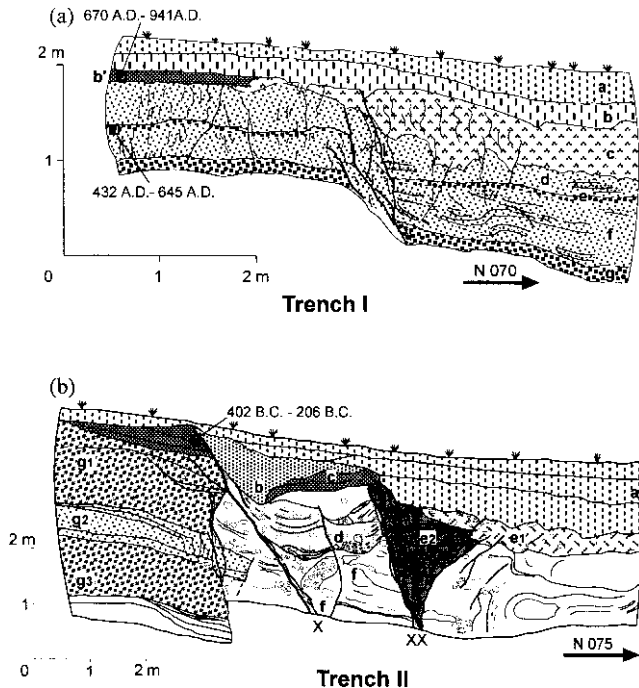 (a)
670 A.D.- 941A.D.
2 m
b'
a
b
c
1
d
e
432 A.D.- 645 A.D.
f
g
0
1
2 m
N 070
Trench I
(b)
402 B.C. - 206 B.C.
g1
b
c
a
g2
d
e2
e1
2 m
f
f
g3
1
f
X
XX
0
1
2 m
N 075
Trench II